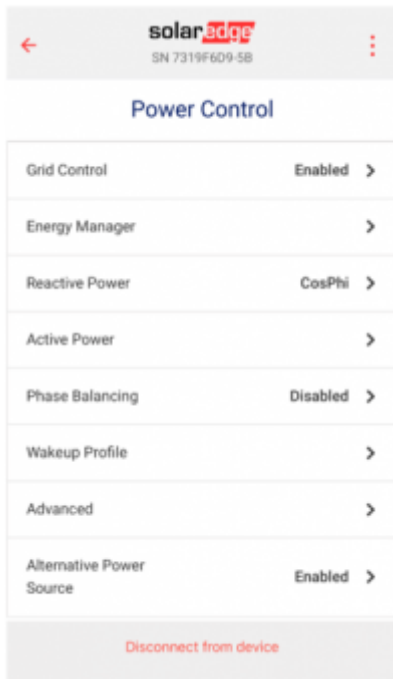 solaredge
SN 7319F6D9-5B
Power Control
Grid Control Enabled
Energy Manager
Reactive Power CosPhi
Active Power
Phase Balancing Disabled
Wakeup Profile
Advanced
Alternative Power
Source Enabled
Disconnect from device